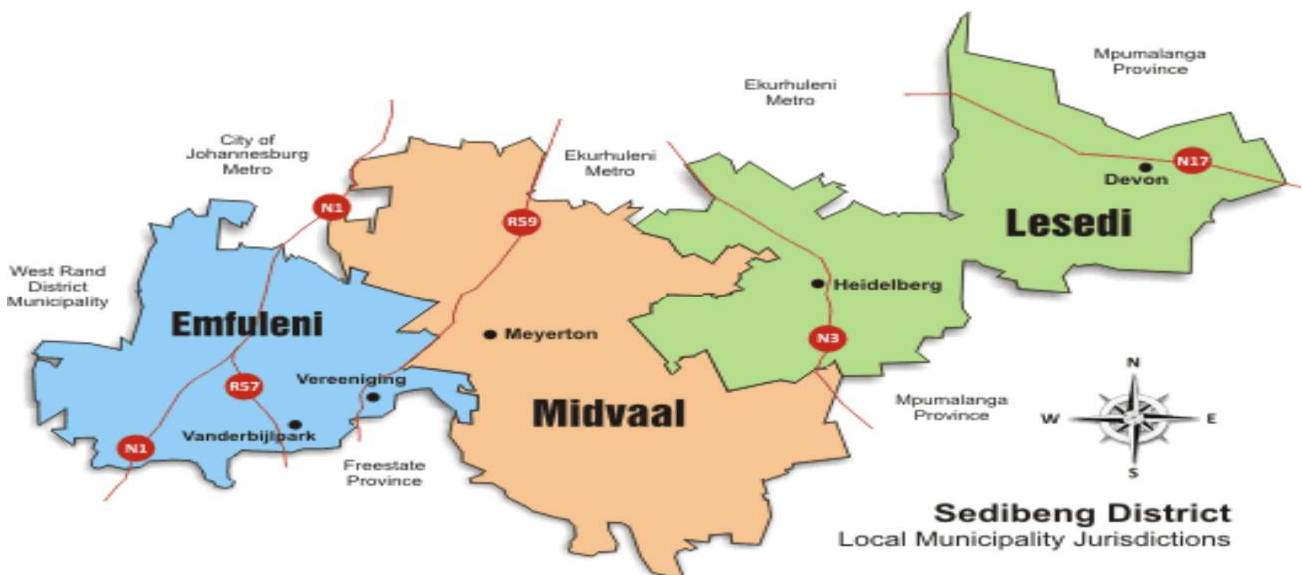 Mpumalanga
Province
Ekurhuleni
Metro
City of
Johannesburg
Metro
Ekurhuleni
Metro
N17
Devon
N1
R59
Lesedi
West Rand
District
Municipality
Heidelberg
Emfuleni
Meyerton
N3
Vereeniging
R57
Midvaal
Mpumalanga
Province
Vanderbijlpark
N1
Freestate
Province
N
W
E
S
Sedibeng District
Local Municipality Jurisdictions